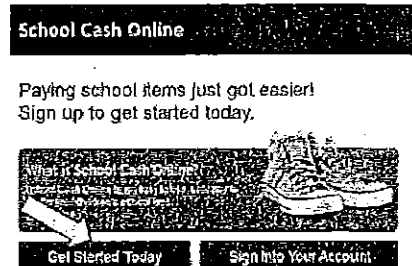 School Cash Online
Paying school items just got easier!
Sign up to get started today.
What is School Cash Online?
Get Started Today
Sign Into Your Account